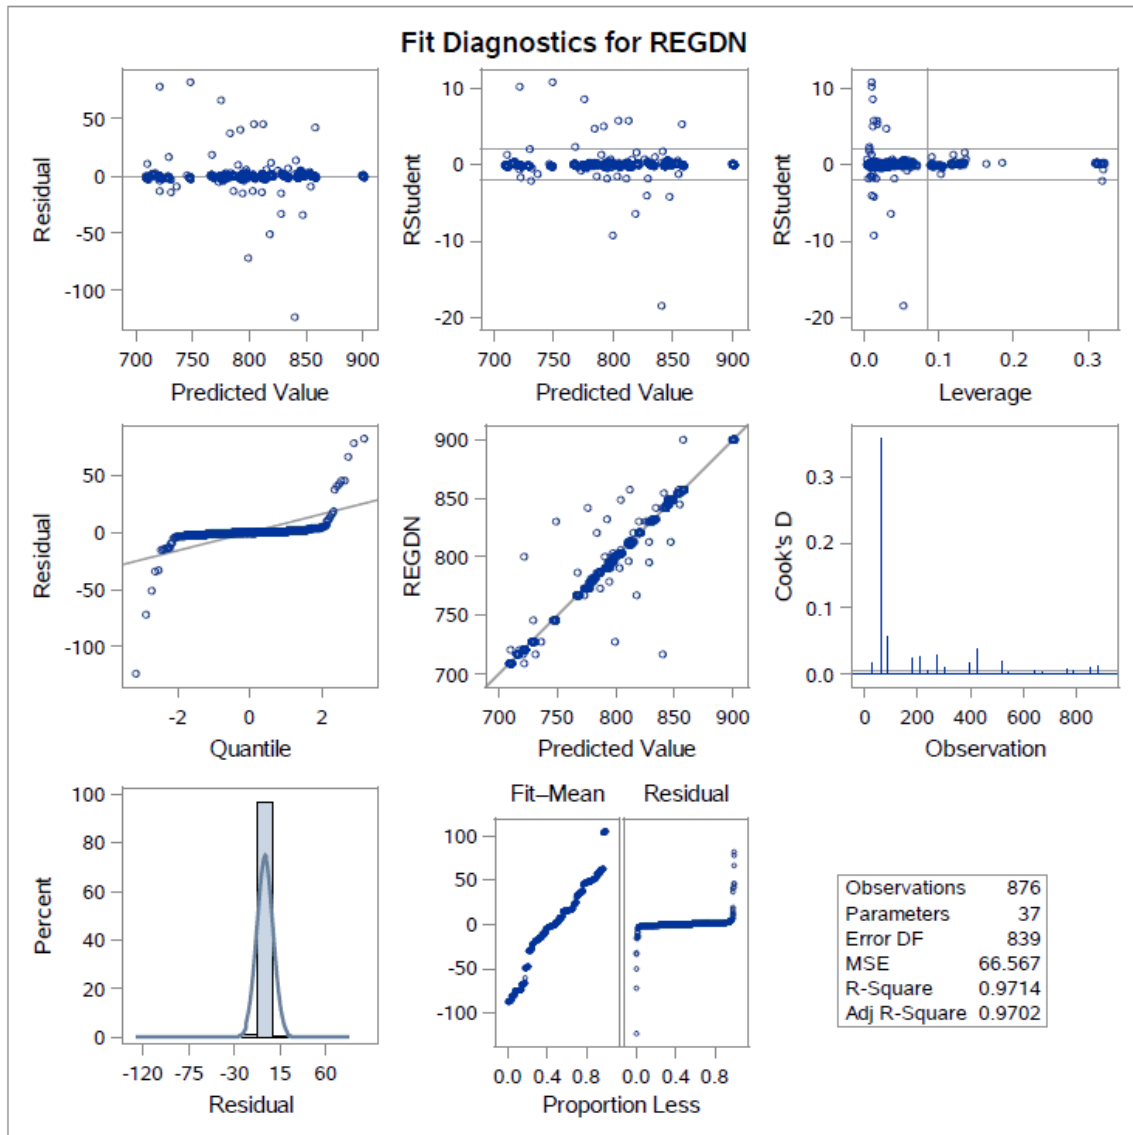 Fit Diagnostics for REGDN
50
0
-50
-100
Residual
700 750 800 850 900
Predicted Value
10
0
-10
-20
RStudent
700 750 800 850 900
Predicted Value
10
0
-10
-20
RStudent
0.0 0.1 0.2 0.3
Leverage
50
0
-50
-100
Residual
-2 0 2
Quantile
900
850
800
750
700
REGDN
700 750 800 850 900
Predicted Value
0.3
0.2
0.1
0.0
Cook's D
0 200 400 600 800
Observation
100
80
60
40
20
0
Percent
-120 -75 -30 15 60
Residual
Fit–Mean Residual
100
50
0
-50
-100
0.0 0.4 0.8 0.0 0.4 0.8
Proportion Less
Observations 876
Parameters 37
Error DF 839
MSE 66.567
R-Square 0.9714
Adj R-Square 0.9702